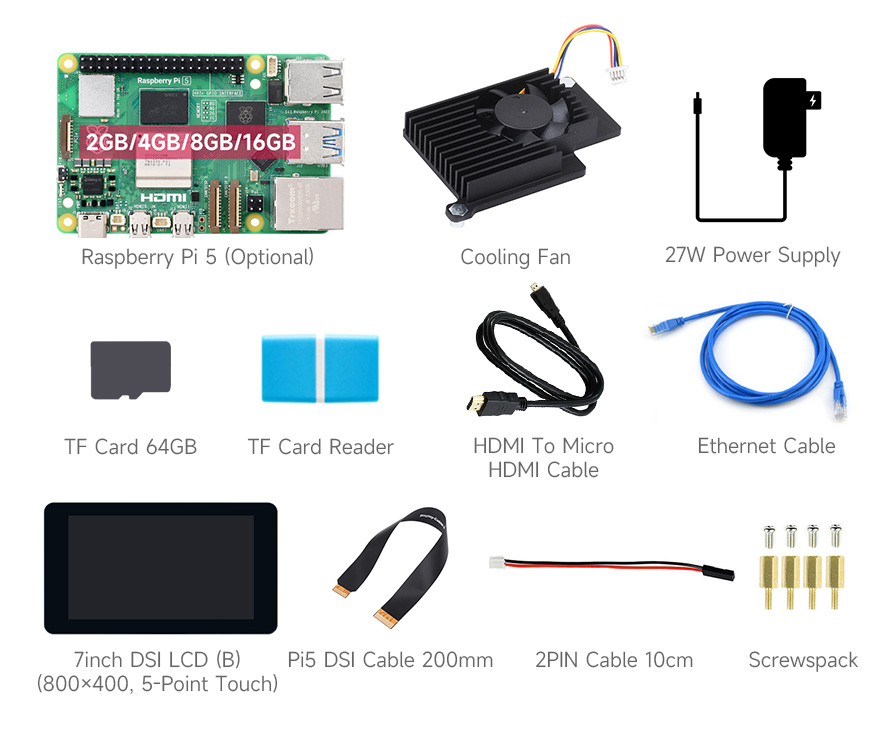 Raspberry Pi 5
2GB/4GB/8GB/16GB
HDMI
Trxcom
Raspberry Pi 5 (Optional)
Cooling Fan
27W Power Supply
TF Card 64GB
TF Card Reader
HDMI To Micro
HDMI Cable
Ethernet Cable
7inch DSI LCD (B)
(800×400, 5-Point Touch)
Pi5 DSI Cable 200mm
2PIN Cable 10cm
Screwspack